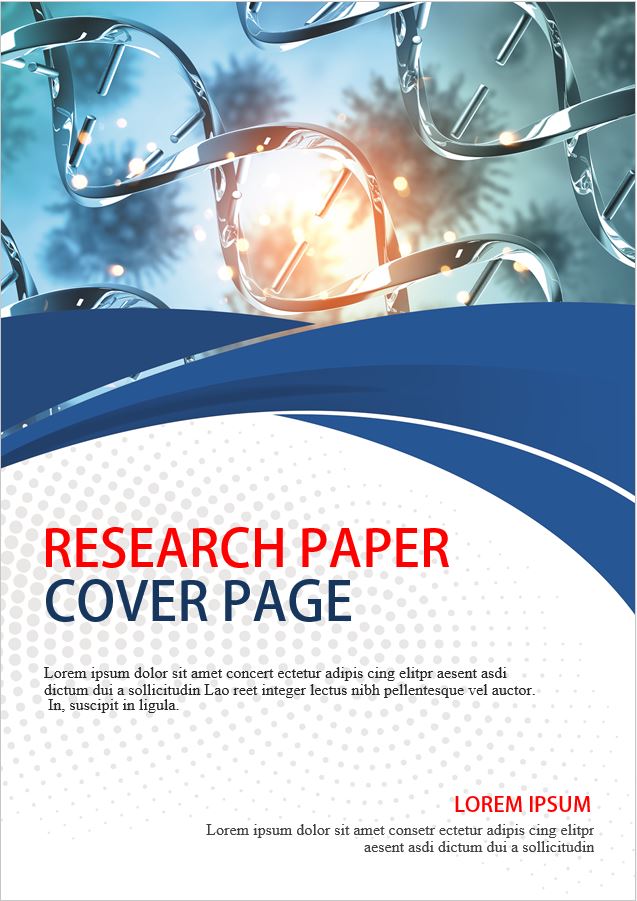 RESEARCH PAPER
COVER PAGE
Lorem ipsum dolor sit amet concert ectetur adipis cing elitpr aesent asdi
dictum dui a sollicitudin Lao reet integer lectus nibh pellentesque vel auctor.
In, suscipit in ligula.
LOREM IPSUM
Lorem ipsum dolor sit amet consetr ectetur adipis cing elitpr
aesent asdi dictum dui a sollicitudin